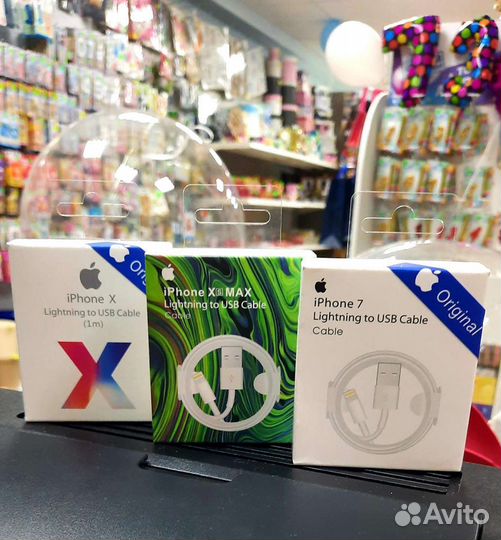 iPhone X
Lightning to USB Cable
(1m)
X
iPhone XS MAX
Lightning to USB Cable
Cable
iPhone 7
Lightning to USB Cable
Cable
Original
Avito